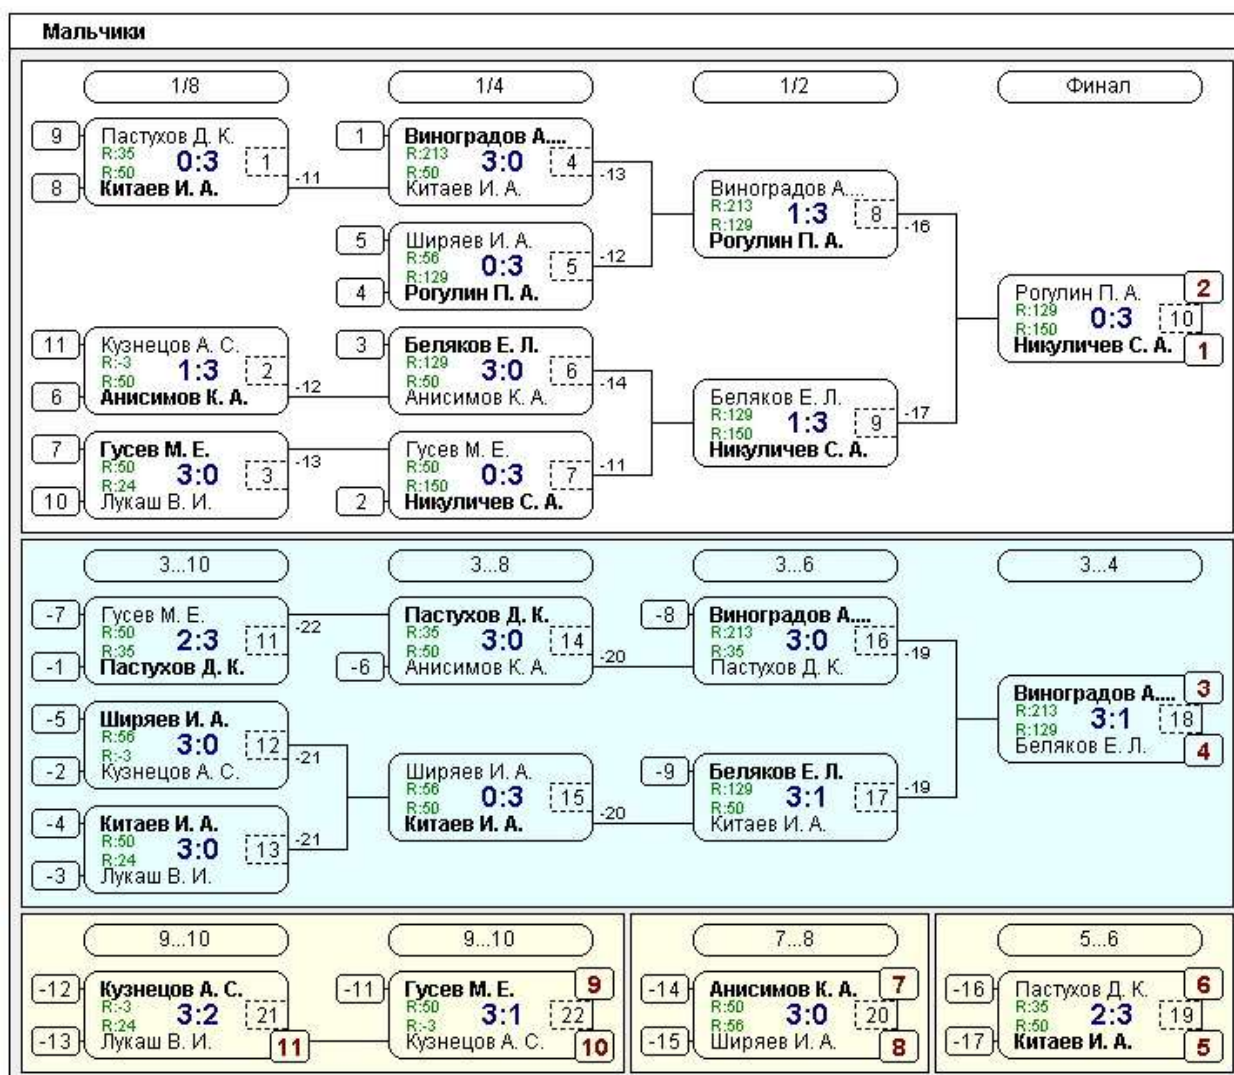 Мальчики
1/8
1/4
1/2
Финал
9 Пастухов Д. К.
R:35
R:50 0:3 1
8 Китаев И. А.
-11
1 Виноградов А....
R:213
R:50 3:0 4
Китаев И. А.
-13
5 Ширяев И. А.
R:56
R:129 0:3 5
4 Рогулин П. А.
-12
Виноградов А....
R:213
R:129 1:3 8
Рогулин П. А.
-16
11 Кузнецов А. С.
R:-3
R:50 1:3 2
6 Анисимов К. А.
-12
3 Беляков Е. Л.
R:129
R:50 3:0 6
Анисимов К. А.
-14
7 Гусев М. Е.
R:50
R:24 3:0 3
10 Лукаш В. И.
-13
Гусев М. Е.
R:50
R:150 0:3 7
2 Никуличев С. А.
-11
Беляков Е. Л.
R:129
R:150 1:3 9
Никуличев С. А.
-17
Рогулин П. А. 2
R:129
R:150 0:3 10
Никуличев С. А. 1
3...10
3...8
3...6
3...4
-7 Гусев М. Е.
R:50
R:35 2:3 11
-1 Пастухов Д. К.
-22
Пастухов Д. К.
R:35
R:50 3:0 14
-6 Анисимов К. А.
-20
-8 Виноградов А....
R:213
R:35 3:0 16
Пастухов Д. К.
-19
-5 Ширяев И. А.
R:56
R:-3 3:0 12
-2 Кузнецов А. С.
-21
-4 Китаев И. А.
R:50
R:24 3:0 13
-3 Лукаш В. И.
-21
Ширяев И. А.
R:56
R:50 0:3 15
Китаев И. А.
-20
-9 Беляков Е. Л.
R:129
R:50 3:1 17
Китаев И. А.
-19
Виноградов А.... 3
R:213
R:129 3:1 18
Беляков Е. Л. 4
9...10
9...10
7...8
5...6
-12 Кузнецов А. С.
R:-3
R:24 3:2 21
-13 Лукаш В. И. 11
-11 Гусев М. Е. 9
R:50
R:-3 3:1 22
Кузнецов А. С. 10
-14 Анисимов К. А. 7
R:50
R:56 3:0 20
-15 Ширяев И. А. 8
-16 Пастухов Д. К. 6
R:35
R:50 2:3 19
-17 Китаев И. А. 5